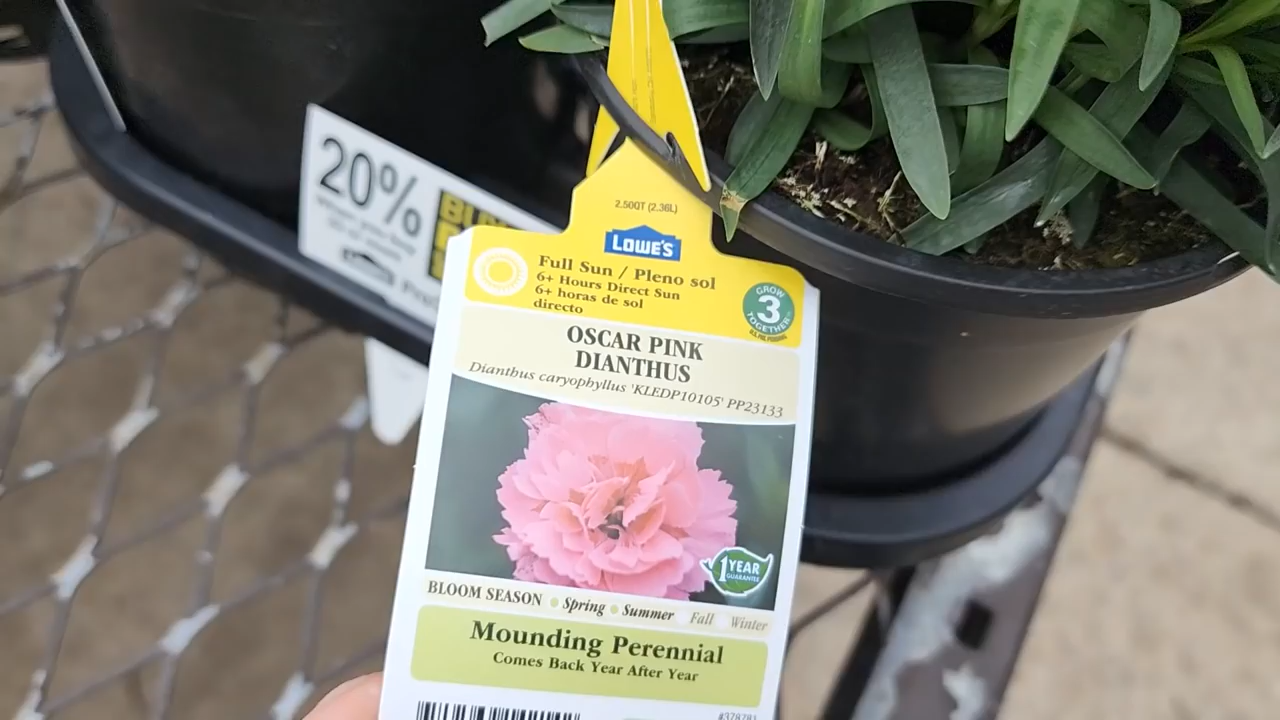 20%
BU
2.50QT (2.36L)
LOWE'S
Full Sun / Pleno sol
6+ Hours Direct Sun
6+ horas de sol
directo
GROW
3
TOGETHER
OSCAR PINK
DIANTHUS
Dianthus caryophyllus 'KLEDP10105' PP23133
1 YEAR
GUARANTEE
BLOOM SEASON Spring Summer Fall Winter
Mounding Perennial
Comes Back Year After Year